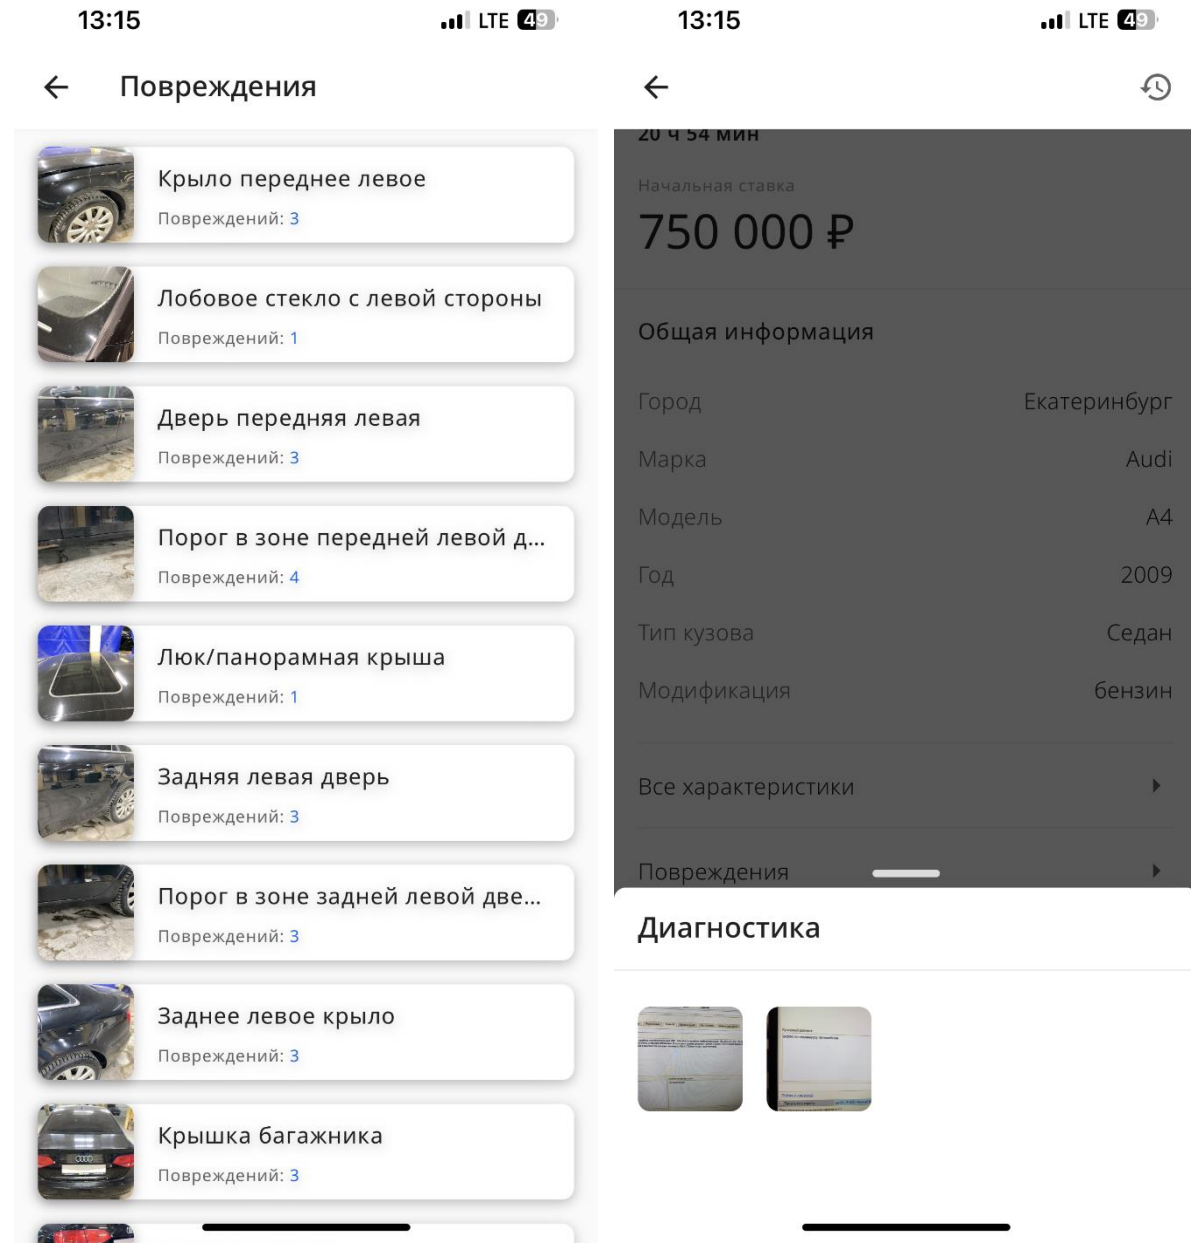 13:15
LTE 49
Повреждения
Крыло переднее левое
Повреждений: 3
Лобовое стекло с левой стороны
Повреждений: 1
Дверь передняя левая
Повреждений: 3
Порог в зоне передней левой д...
Повреждений: 4
Люк/панорамная крыша
Повреждений: 1
Задняя левая дверь
Повреждений: 3
Порог в зоне задней левой две...
Повреждений: 3
Заднее левое крыло
Повреждений: 3
Крышка багажника
Повреждений: 3
13:15
LTE 49
20 ч 54 мин
Начальная ставка
750 000 ₽
Общая информация
Город Екатеринбург
Марка Audi
Модель A4
Год 2009
Тип кузова Седан
Модификация бензин
Все характеристики
Повреждения
Диагностика